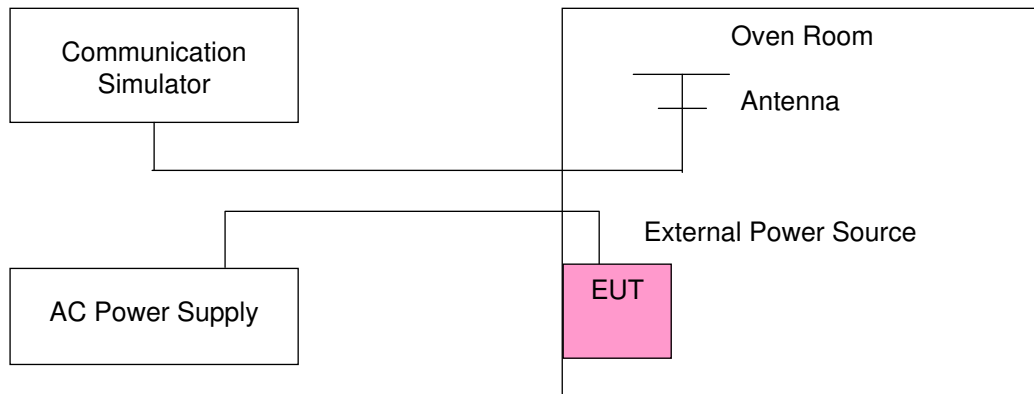 Communication
Simulator
Oven Room
Antenna
External Power Source
AC Power Supply
EUT